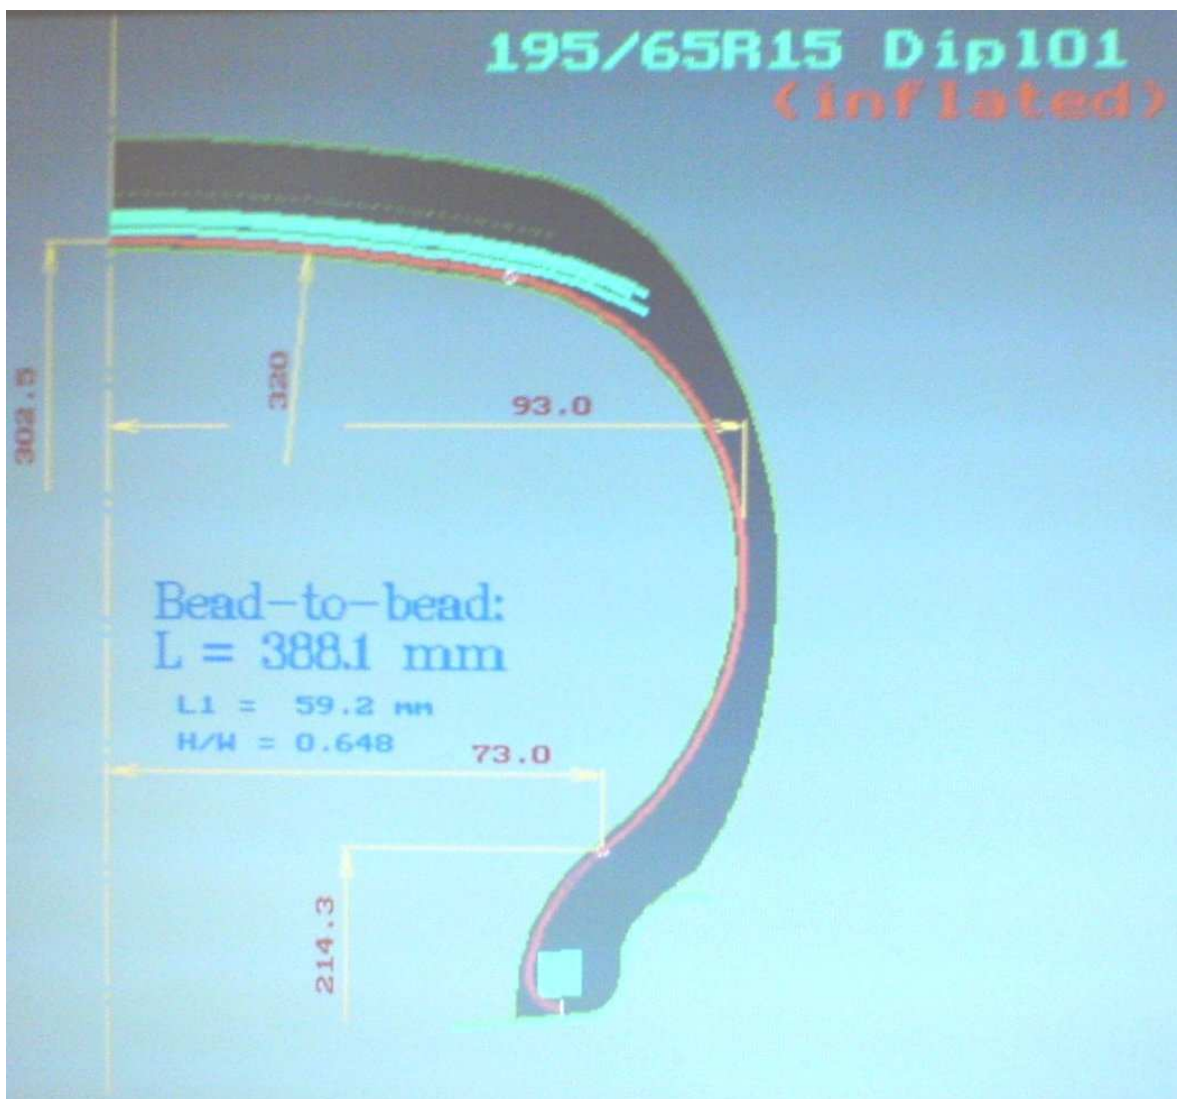 195/65R15 Dipl01
(inflated)
302.5
320
93.0
Bead-to-bead:
L = 388.1 mm
L1 = 59.2 mm
H/W = 0.648
73.0
214.3